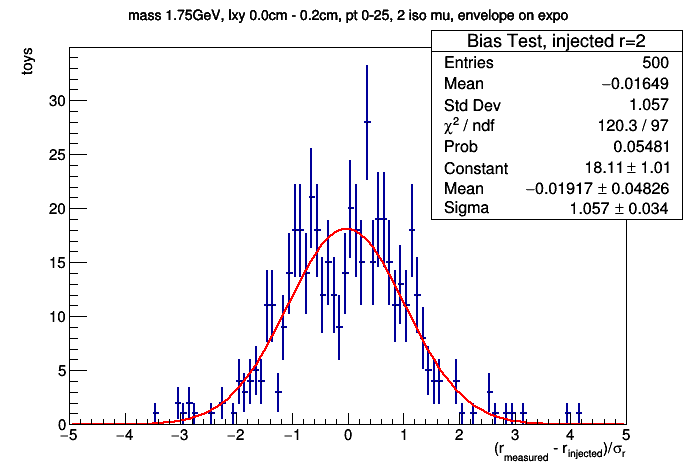 mass 1.75GeV, lxy 0.0cm - 0.2cm, pt 0-25, 2 iso mu, envelope on expo
toys
Bias Test, injected r=2
Entries 500
Mean −0.01649
Std Dev 1.057
χ² / ndf 120.3 / 97
Prob 0.05481
Constant 18.11 ± 1.01
Mean −0.01917 ± 0.04826
Sigma 1.057 ± 0.034
30
25
20
15
10
5
0
−5 −4 −3 −2 −1 0 1 2 3 4 5
(r_measured - r_injected)/σ_r